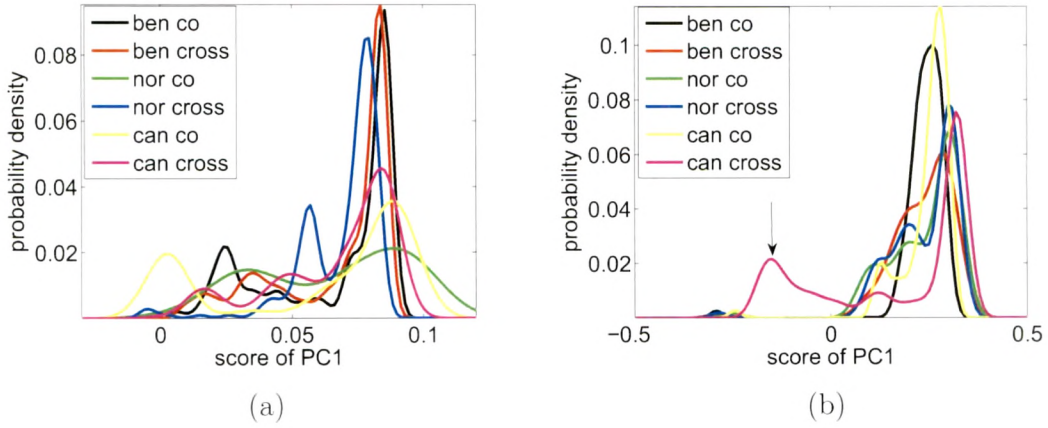 ben co
ben cross
nor co
nor cross
can co
can cross
0.08
0.06
0.04
0.02
probability density
0
0.05
0.1
score of PC1
(a)
ben co
ben cross
nor co
nor cross
can co
can cross
0.1
0.08
0.06
0.04
0.02
probability density
−0.5
0
0.5
score of PC1
(b)